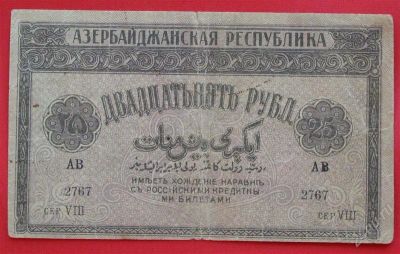 АЗЕРБАЙДЖАНСКАЯ РЕСПУБЛИКА
ДВАДЦАТЬПЯТЬ РУБЛ.
۲۵ 25
АВ АВ
2767 2767
ИМѢЕТЪ ХОЖДЕНІЕ НАРАВНѢ
СЪ РОССІЙСКИМИ КРЕДИТНЫ
МИ БИЛЕТАМИ
СЕР VIII СЕР VIII